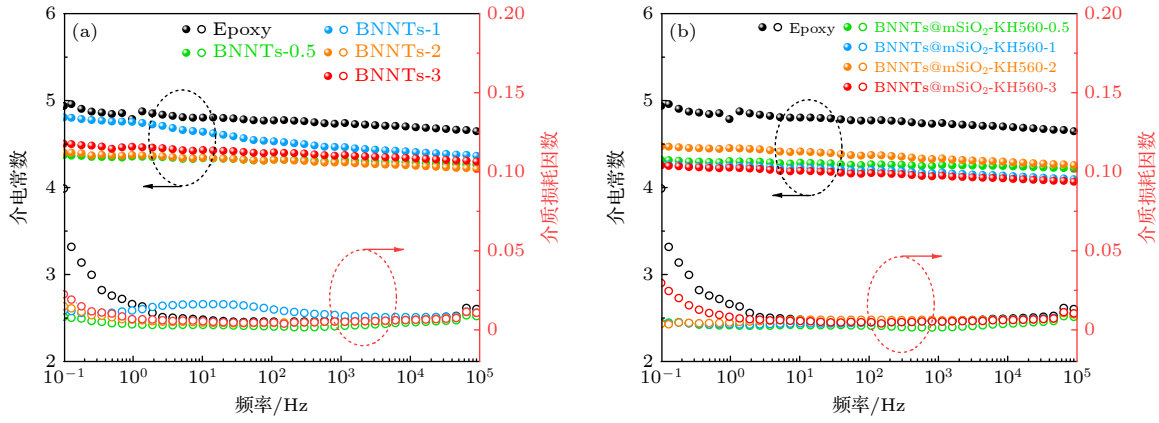 (a)
Epoxy
BNNTs-0.5
BNNTs-1
BNNTs-2
BNNTs-3
介电常数
6
5
4
3
2
介质损耗因数
0.20
0.15
0.10
0.05
0
10⁻¹ 10⁰ 10¹ 10² 10³ 10⁴ 10⁵
频率/Hz
(b)
Epoxy
BNNTs@mSiO₂-KH560-0.5
BNNTs@mSiO₂-KH560-1
BNNTs@mSiO₂-KH560-2
BNNTs@mSiO₂-KH560-3
介电常数
6
5
4
3
2
介质损耗因数
0.20
0.15
0.10
0.05
0
10⁻¹ 10⁰ 10¹ 10² 10³ 10⁴ 10⁵
频率/Hz